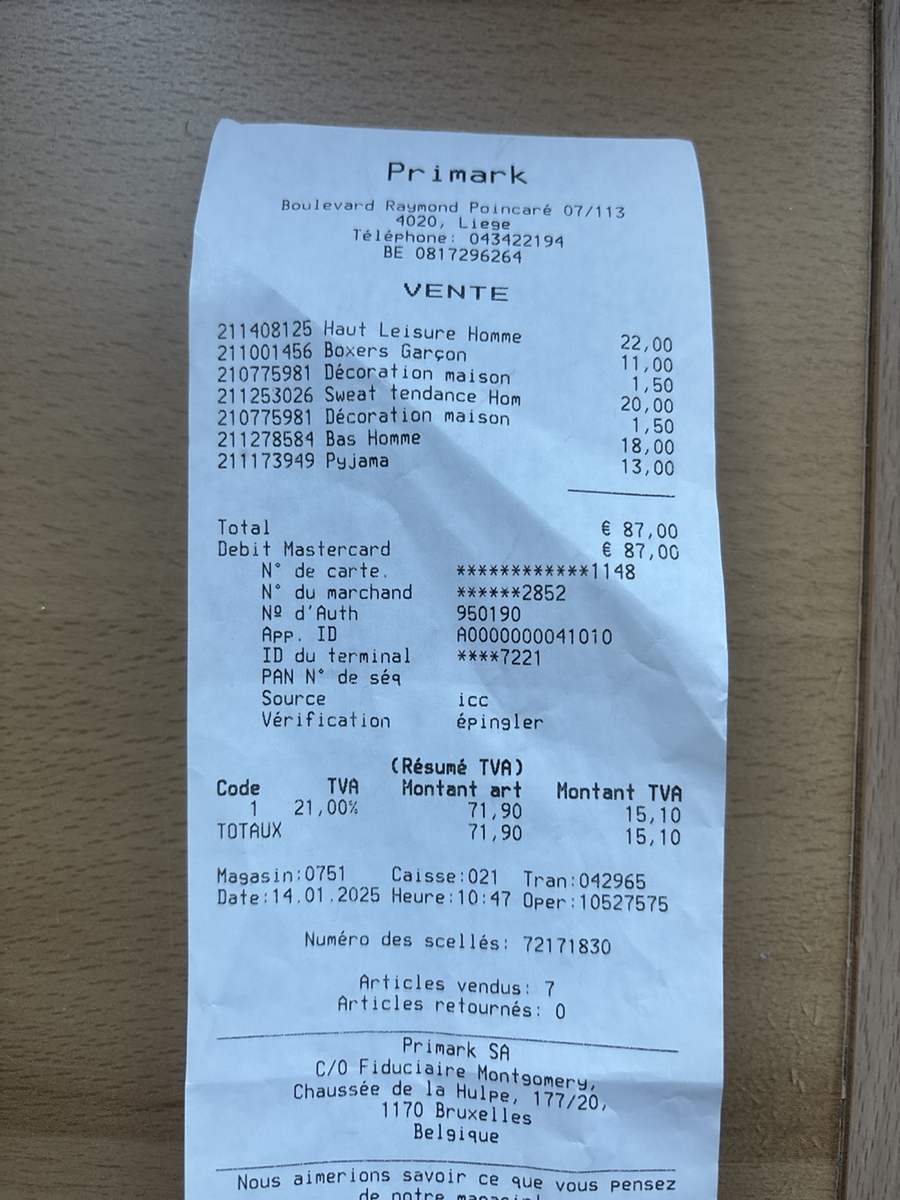 Primark
Boulevard Raymond Poincaré 07/113
4020, Liege
Téléphone: 043422194
BE 0817296264
VENTE
211408125 Haut Leisure Homme 22,00
211001456 Boxers Garçon 11,00
210775981 Décoration maison 1,50
211253026 Sweat tendance Hom 20,00
210775981 Décoration maison 1,50
211278584 Bas Homme 18,00
211173949 Pyjama 13,00
Total € 87,00
Debit Mastercard € 87,00
N° de carte. ************1148
N° du marchand ******2852
Nº d'Auth 950190
App. ID A0000000041010
ID du terminal ****7221
PAN N° de séq
Source icc
Vérification épingler
(Résumé TVA)
Code TVA Montant art Montant TVA
1 21,00% 71,90 15,10
TOTAUX 71,90 15,10
Magasin:0751 Caisse:021 Tran:042965
Date:14.01.2025 Heure:10:47 Oper:10527575
Numéro des scellés: 72171830
Articles vendus: 7
Articles retournés: 0
Primark SA
C/O Fiduciaire Montgomery,
Chaussée de la Hulpe, 177/20,
1170 Bruxelles
Belgique
Nous aimerions savoir ce que vous pensez
de notre magasin!